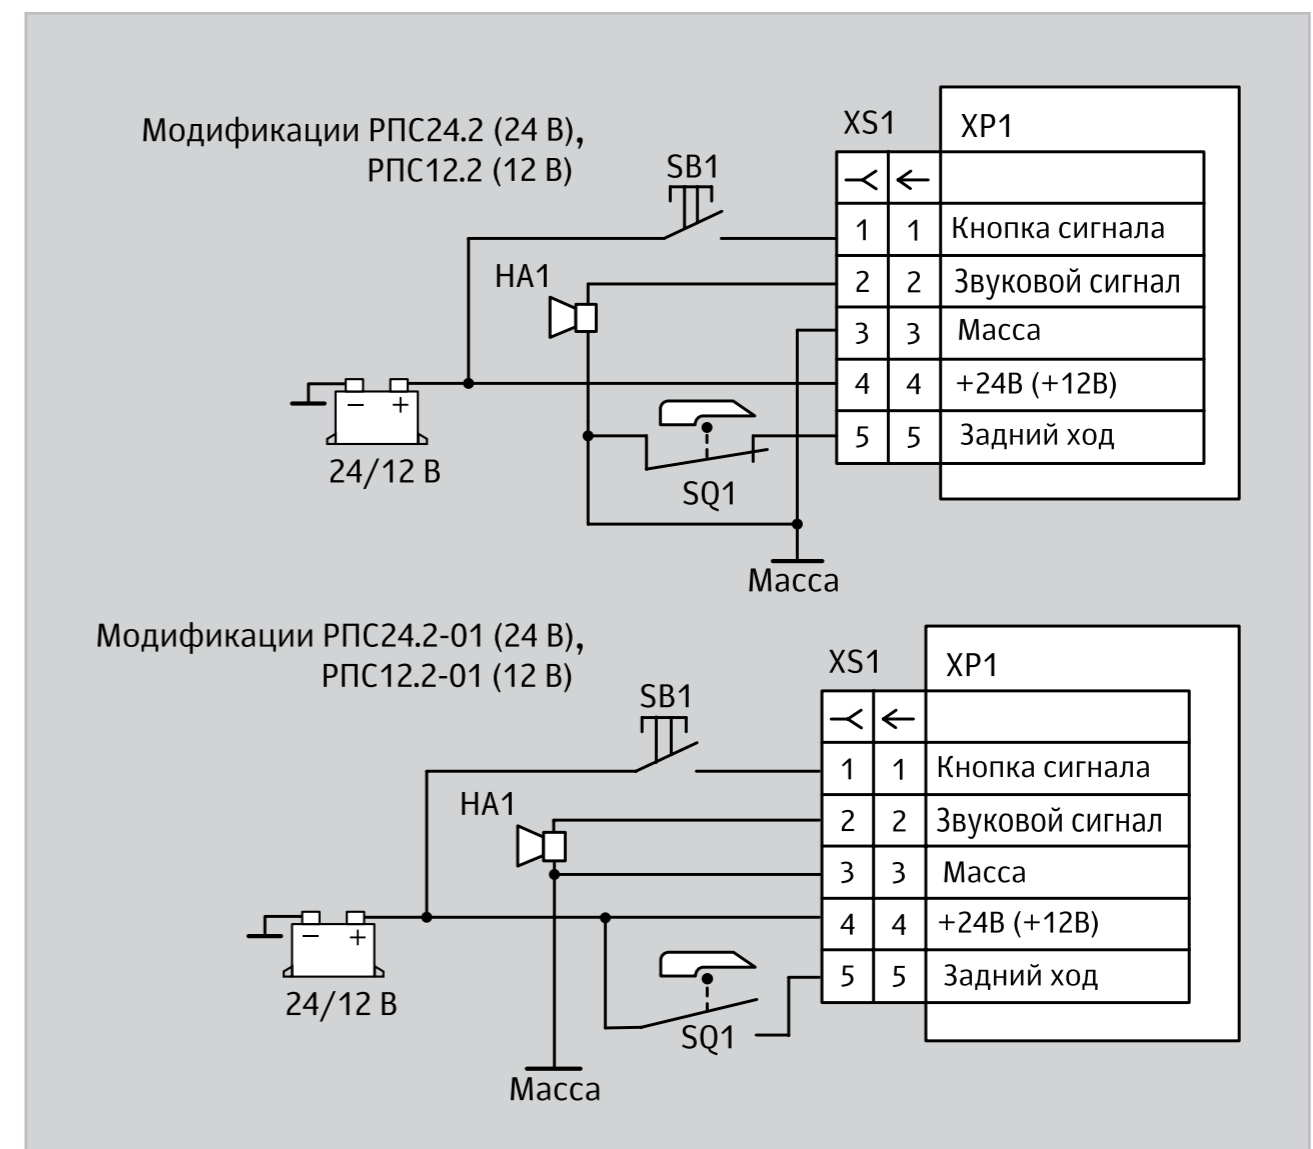 Модификации РПС24.2 (24 В),
РПС12.2 (12 В)
SB1
XS1
XP1
1 1 Кнопка сигнала
HA1
2 2 Звуковой сигнал
3 3 Масса
4 4 +24В (+12В)
− +
5 5 Задний ход
24/12 В
SQ1
Масса
Модификации РПС24.2-01 (24 В),
РПС12.2-01 (12 В)
SB1
XS1
XP1
1 1 Кнопка сигнала
HA1
2 2 Звуковой сигнал
3 3 Масса
4 4 +24В (+12В)
− +
5 5 Задний ход
24/12 В
SQ1
Масса